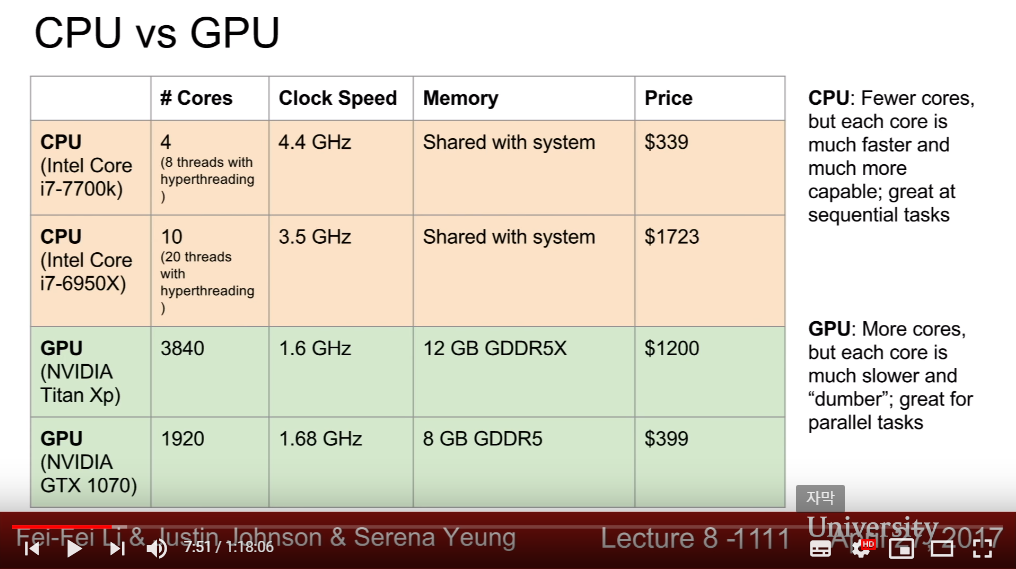 CPU vs GPU
# Cores
Clock Speed
Memory
Price
CPU
(Intel Core
i7-7700k)
4
(8 threads with
hyperthreading
)
4.4 GHz
Shared with system
$339
CPU
(Intel Core
i7-6950X)
10
(20 threads
with
hyperthreading
)
3.5 GHz
Shared with system
$1723
GPU
(NVIDIA
Titan Xp)
3840
1.6 GHz
12 GB GDDR5X
$1200
GPU
(NVIDIA
GTX 1070)
1920
1.68 GHz
8 GB GDDR5
$399
CPU: Fewer cores,
but each core is
much faster and
much more
capable; great at
sequential tasks
GPU: More cores,
but each core is
much slower and
“dumber”; great for
parallel tasks
자막
University
Fei-Fei & Justin Johnson & Serena Yeung
Lecture 8 -
111
April 27, 2017
7:51 / 1:18:06
HD